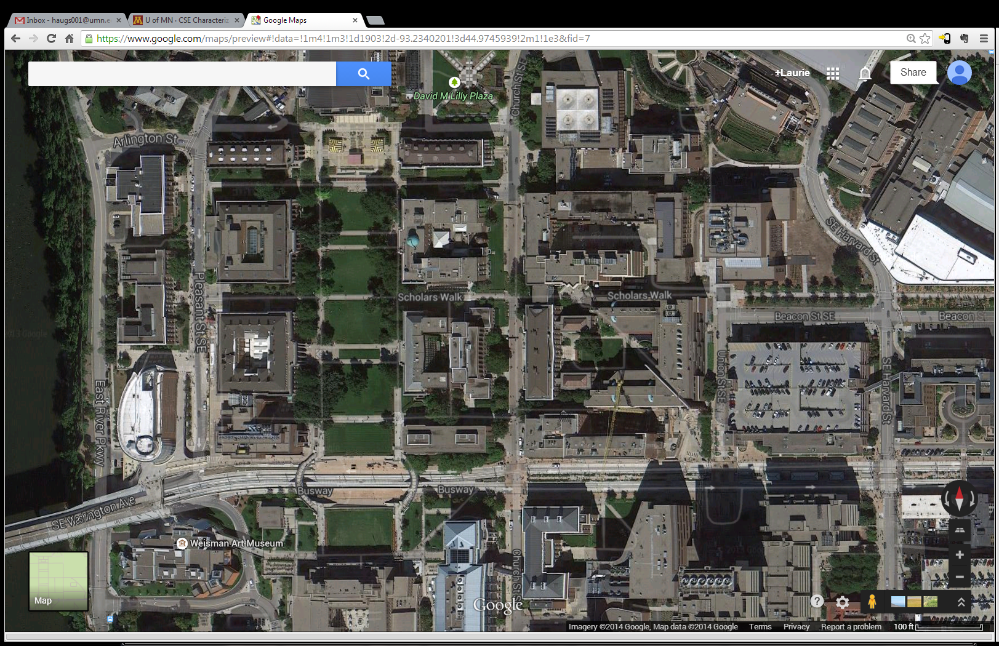 Inbox - haugs001@umn.e
U of MN · CSE Characteriz
Google Maps
https://www.google.com/maps/preview#!data=!1m4!1m3!1d1903!2d-93.2340201!3d44.9745939!2m1!1e3&fid=7
+Laurie
Share
David M Lilly Plaza
Church St SE
Arlington St
SE Harvard St
Pleasant St SE
Scholars Walk
Scholars Walk
Beacon St SE
Beacon S
Union St SE
SE Harvard St
East River Pkwy
Busway
Busway
SE Washington Ave
Weisman Art Museum
Church St S
Map
Google
Imagery ©2014 Google, Map data ©2014 Google
Terms
Privacy
Report a problem
100 ft